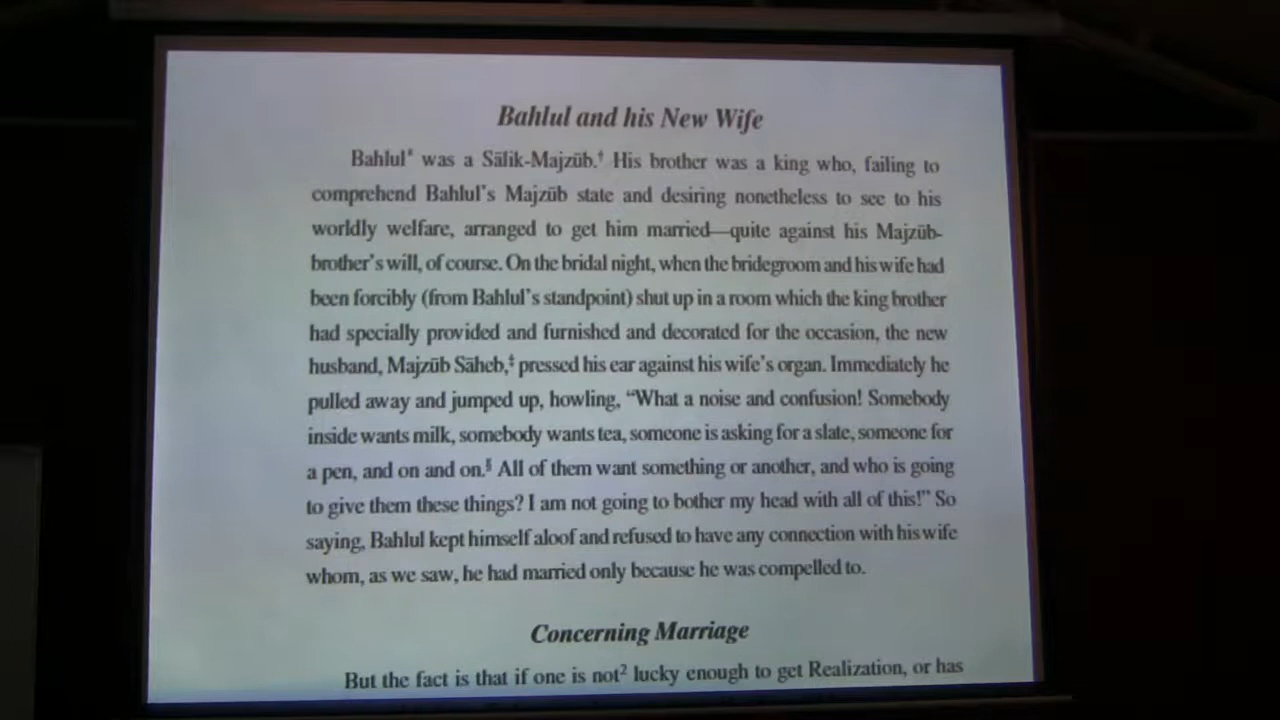 Bahlul and his New Wife
Bahlul* was a Sālik-Majzūb.† His brother was a king who, failing to
comprehend Bahlul's Majzūb state and desiring nonetheless to see to his
worldly welfare, arranged to get him married—quite against his Majzūb-
brother's will, of course. On the bridal night, when the bridegroom and his wife had
been forcibly (from Bahlul's standpoint) shut up in a room which the king brother
had specially provided and furnished and decorated for the occasion, the new
husband, Majzūb Sāheb,‡ pressed his ear against his wife's organ. Immediately he
pulled away and jumped up, howling, “What a noise and confusion! Somebody
inside wants milk, somebody wants tea, someone is asking for a slate, someone for
a pen, and on and on.§ All of them want something or another, and who is going
to give them these things? I am not going to bother my head with all of this!” So
saying, Bahlul kept himself aloof and refused to have any connection with his wife
whom, as we saw, he had married only because he was compelled to.
Concerning Marriage
But the fact is that if one is not² lucky enough to get Realization, or has